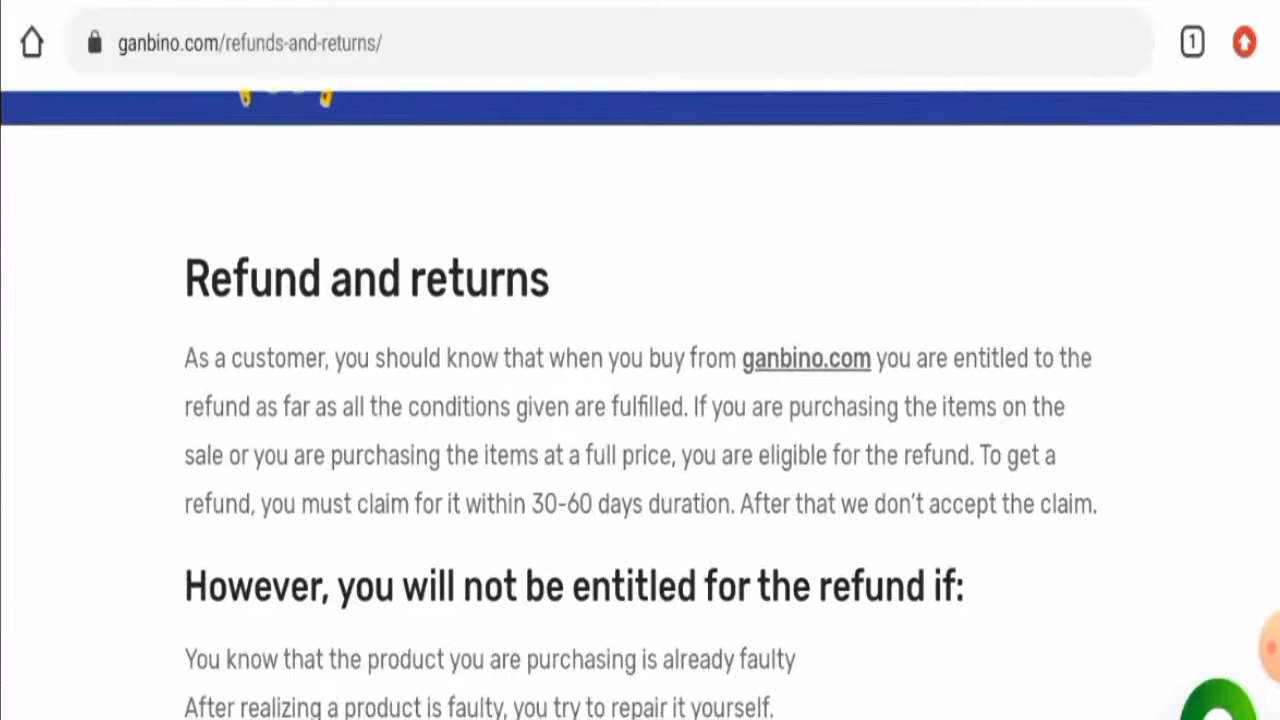 ganbino.com/refunds-and-returns/
1
Refund and returns
As a customer, you should know that when you buy from ganbino.com you are entitled to the
refund as far as all the conditions given are fulfilled. If you are purchasing the items on the
sale or you are purchasing the items at a full price, you are eligible for the refund. To get a
refund, you must claim for it within 30-60 days duration. After that we don't accept the claim.
However, you will not be entitled for the refund if:
You know that the product you are purchasing is already faulty
After realizing a product is faulty, you try to repair it yourself.